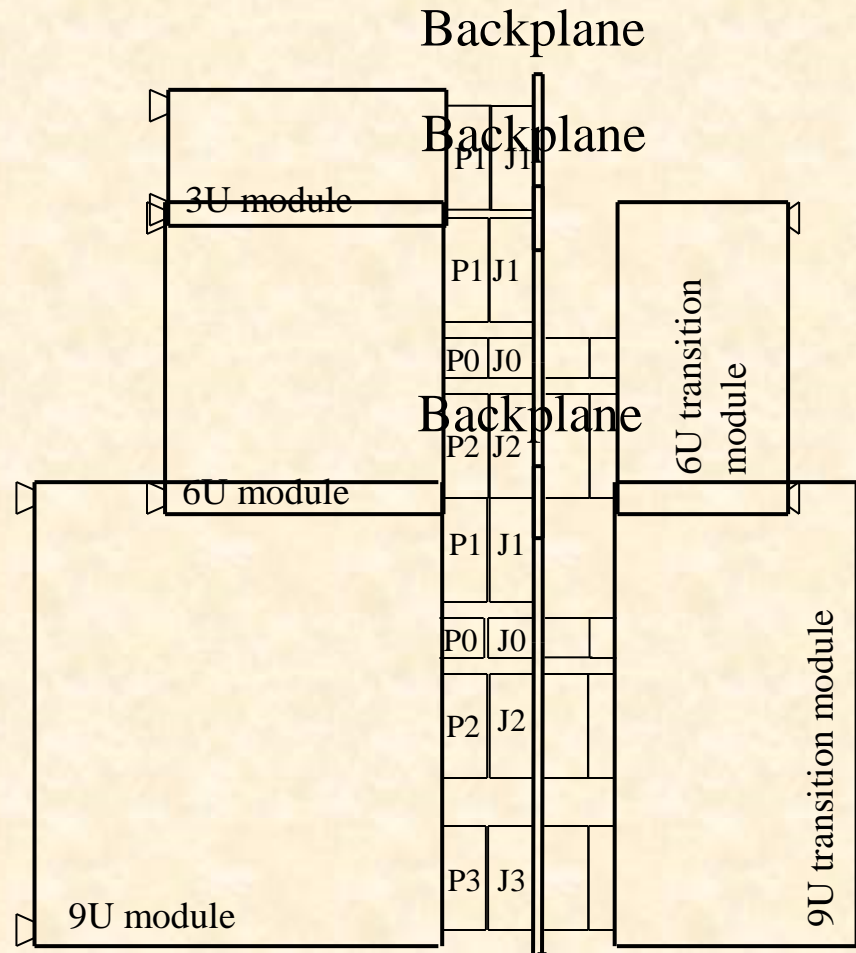 Backplane
Backplane
P1 J1
3U module
P1 J1
P0 J0
6U transition
module
Backplane
P2 J2
6U module
P1 J1
P0 J0
P2 J2
9U transition module
P3 J3
9U module